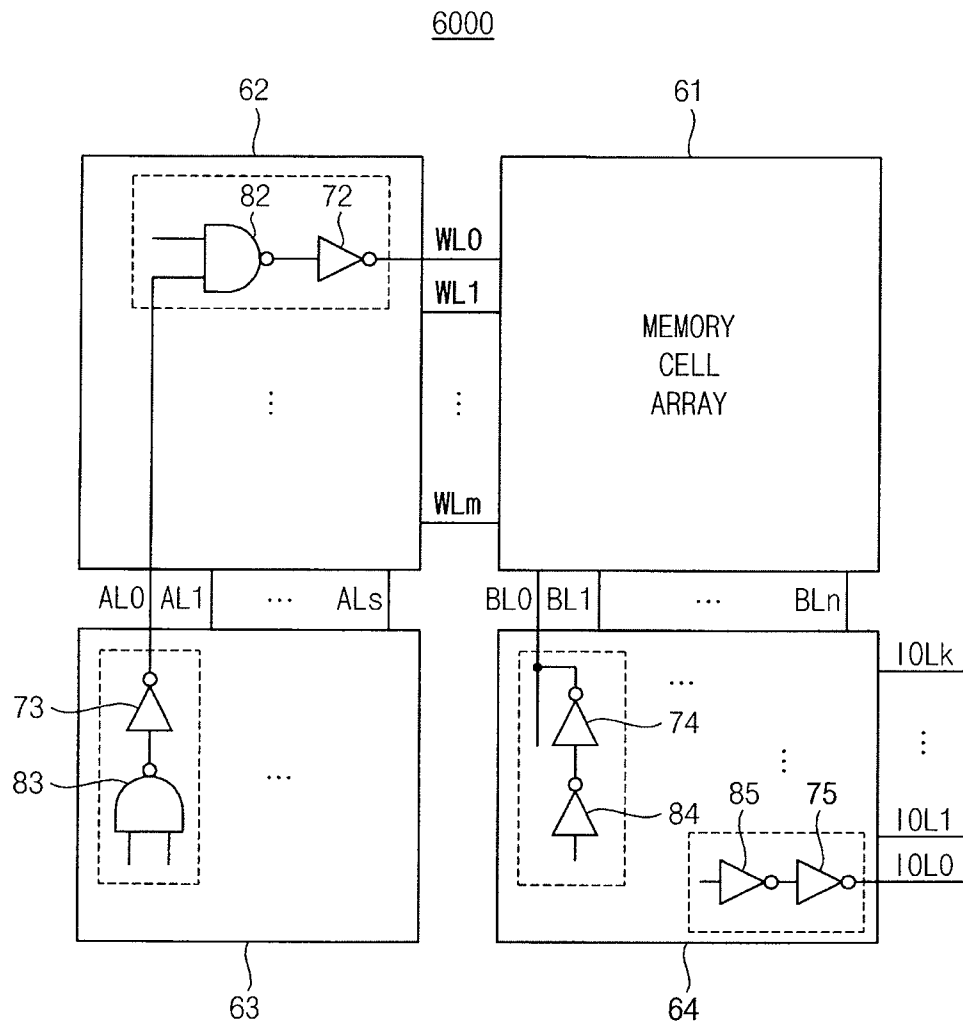 6000
62
61
82
72
WL0
WL1
MEMORY
CELL
ARRAY
⋮
⋮
WLm
AL0 AL1 ... ALs
BL0 BL1 ... BLn
73
83
...
...
74
84
⋮
85
75
IOLk
⋮
IOL1
IOL0
63
64